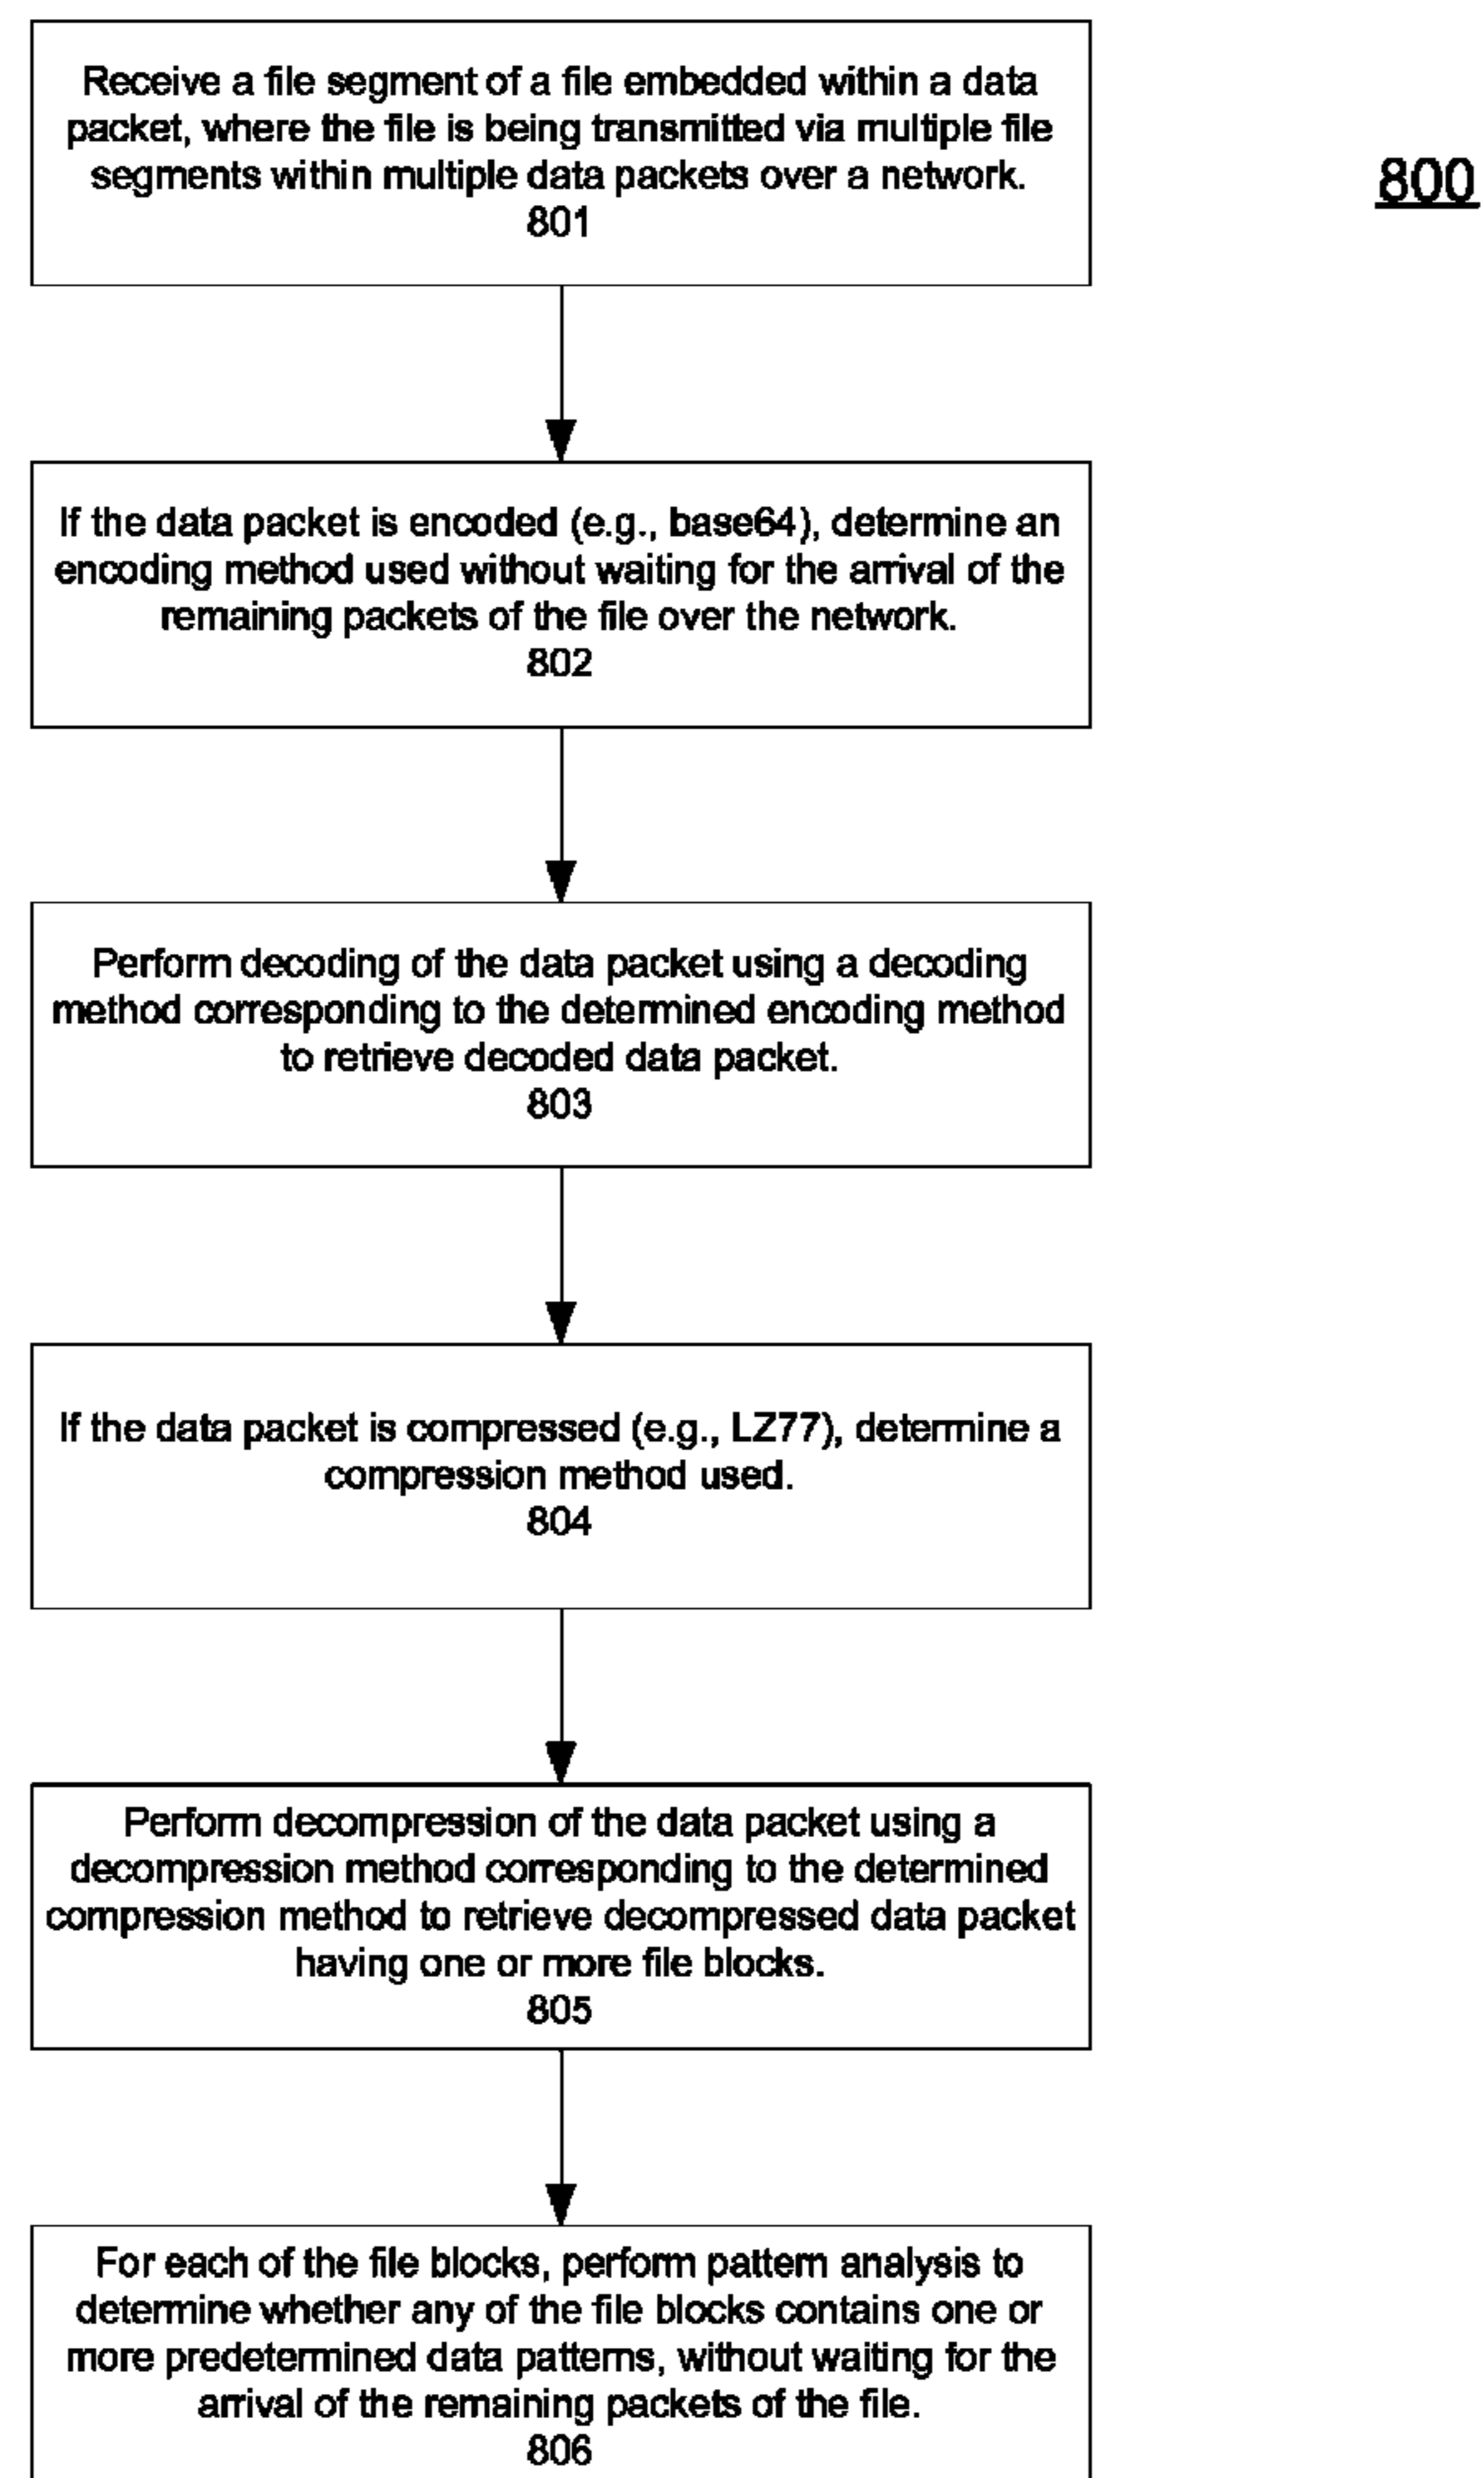 Receive a file segment of a file embedded within a data
packet, where the file is being transmitted via multiple file
segments within multiple data packets over a network.
801
800
If the data packet is encoded (e.g., base64), determine an
encoding method used without waiting for the arrival of the
remaining packets of the file over the network.
802
Perform decoding of the data packet using a decoding
method corresponding to the determined encoding method
to retrieve decoded data packet.
803
If the data packet is compressed (e.g., LZ77), determine a
compression method used.
804
Perform decompression of the data packet using a
decompression method corresponding to the determined
compression method to retrieve decompressed data packet
having one or more file blocks.
805
For each of the file blocks, perform pattern analysis to
determine whether any of the file blocks contains one or
more predetermined data patterns, without waiting for the
arrival of the remaining packets of the file.
806